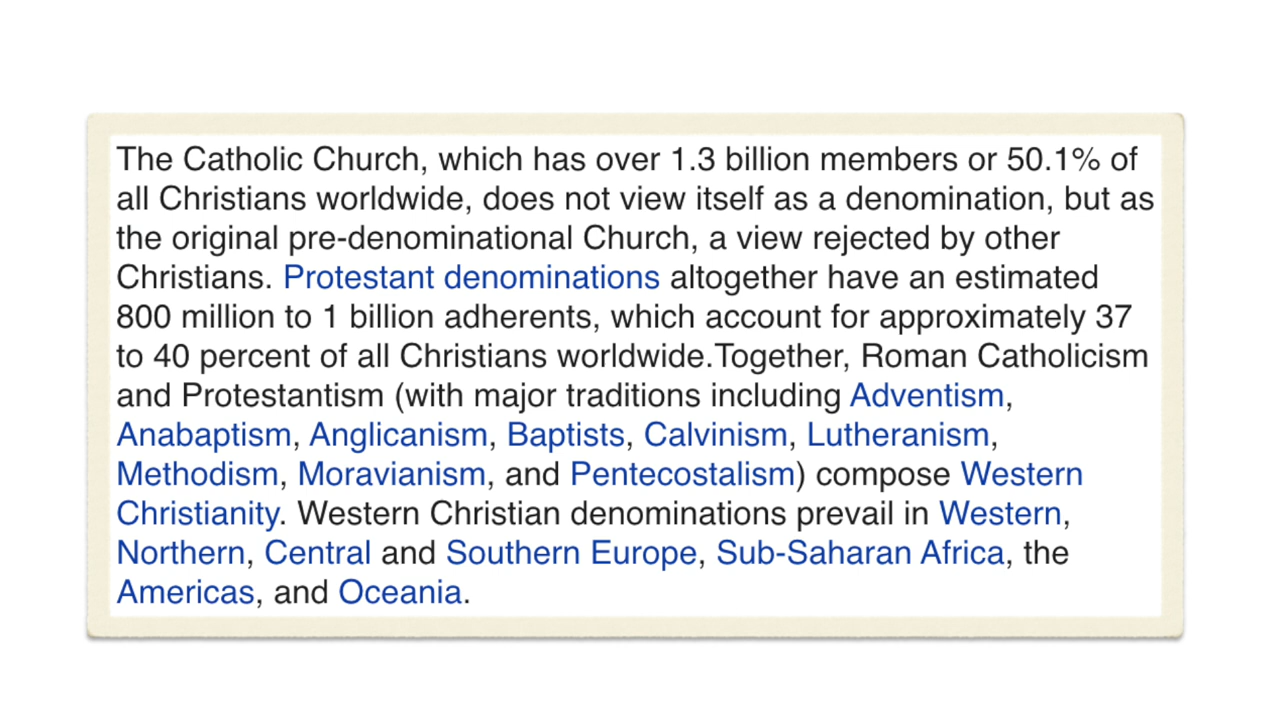 The Catholic Church, which has over 1.3 billion members or 50.1% of
all Christians worldwide, does not view itself as a denomination, but as
the original pre-denominational Church, a view rejected by other
Christians. Protestant denominations altogether have an estimated
800 million to 1 billion adherents, which account for approximately 37
to 40 percent of all Christians worldwide.Together, Roman Catholicism
and Protestantism (with major traditions including Adventism,
Anabaptism, Anglicanism, Baptists, Calvinism, Lutheranism,
Methodism, Moravianism, and Pentecostalism) compose Western
Christianity. Western Christian denominations prevail in Western,
Northern, Central and Southern Europe, Sub-Saharan Africa, the
Americas, and Oceania.